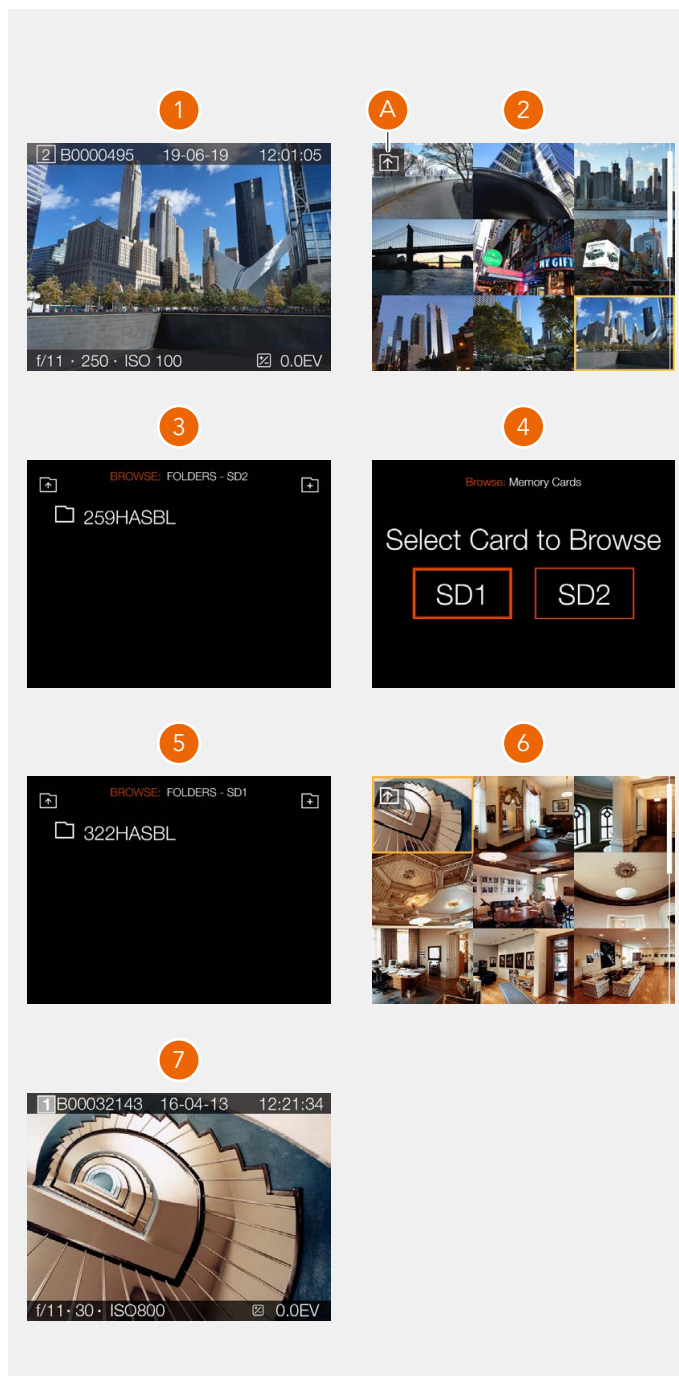 1
2 B0000495 19-06-19 12:01:05
f/11 · 250 · ISO 100 0.0EV
A
2
NY GIFT
3
BROWSE: FOLDERS - SD2
259HASBL
4
Browse: Memory Cards
Select Card to Browse
SD1 SD2
5
BROWSE: FOLDERS - SD1
322HASBL
6
7
1 B00032143 16-04-13 12:21:34
f/11 · 30 · ISO800 0.0EV